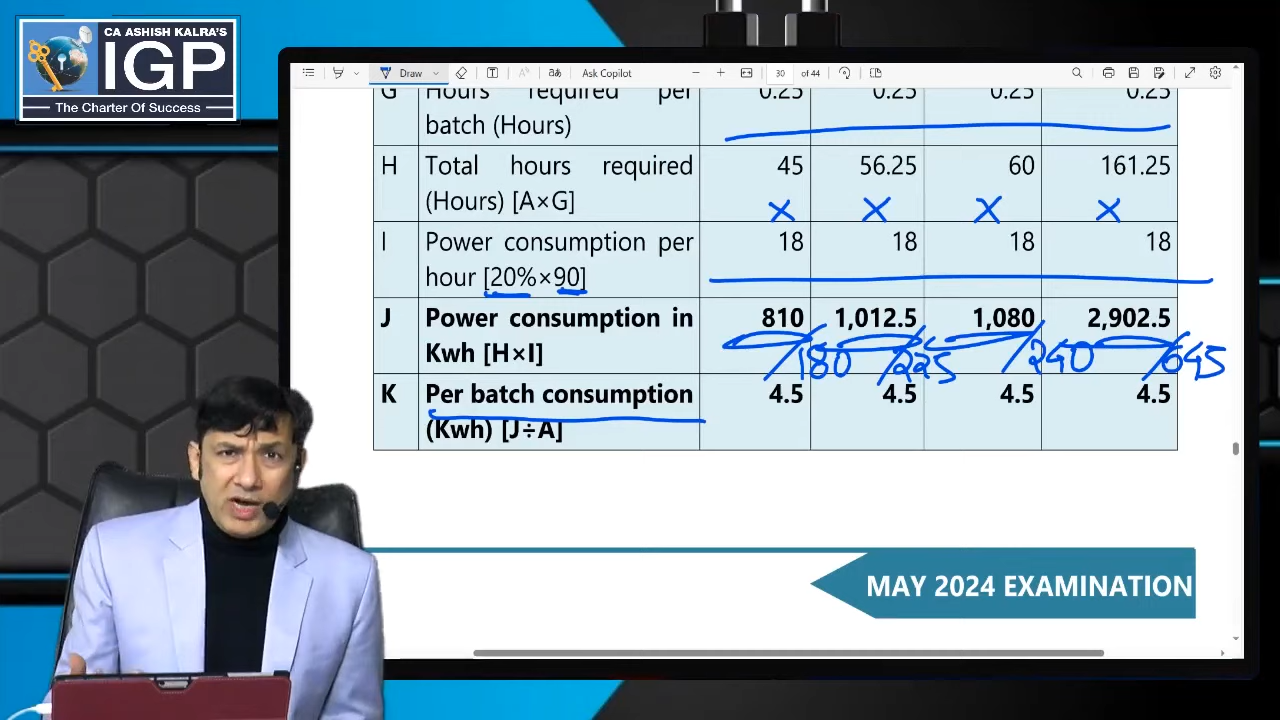 CA ASHISH KALRA'S
IGP
The Charter Of Success
Draw
Ask Copilot
30 of 44
G Hours required per 0.25 0.25 0.25 0.25
batch (Hours)
H Total hours required 45 56.25 60 161.25
(Hours) [A×G]
× × × ×
I Power consumption per 18 18 18 18
hour [20%×90]
J Power consumption in 810 1,012.5 1,080 2,902.5
Kwh [H×I]
/180 /225 /240 /645
K Per batch consumption 4.5 4.5 4.5 4.5
(Kwh) [J÷A]
MAY 2024 EXAMINATION